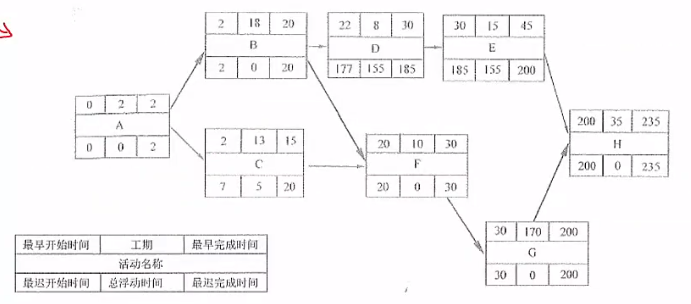 2 18 20
B
2 0 20
22 8 30
D
177 155 185
30 15 45
E
185 155 200
0 2 2
A
0 0 2
2 13 15
C
7 5 20
20 10 30
F
20 0 30
200 35 235
H
200 0 235
30 170 200
G
30 0 200
最早开始时间 工期 最早完成时间
活动名称
最迟开始时间 总浮动时间 最迟完成时间